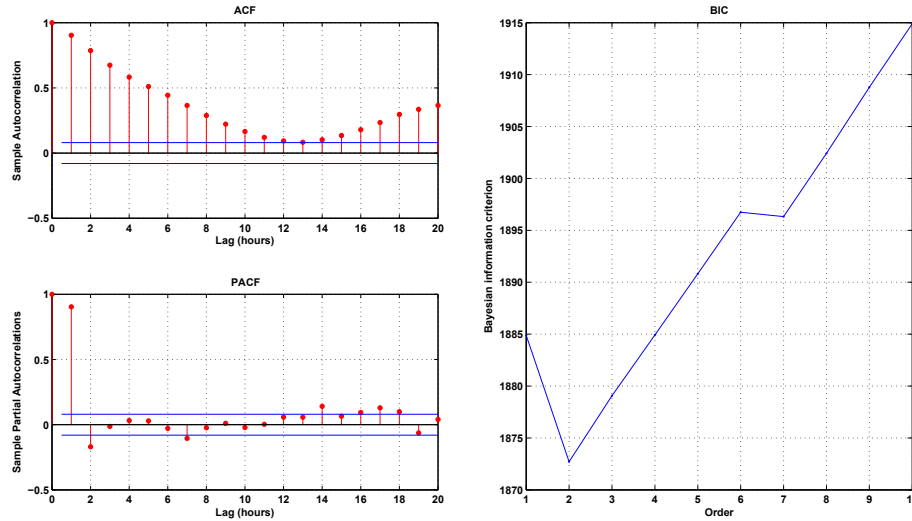 ACF
1
0.5
0
−0.5
0 2 4 6 8 10 12 14 16 18 20
Lag (hours)
Sample Autocorrelation
PACF
1
0.5
0
−0.5
0 2 4 6 8 10 12 14 16 18 20
Lag (hours)
Sample Partial Autocorrelations
BIC
1915
1910
1905
1900
1895
1890
1885
1880
1875
1870
1 2 3 4 5 6 7 8 9 1
Order
Bayesian information criterion